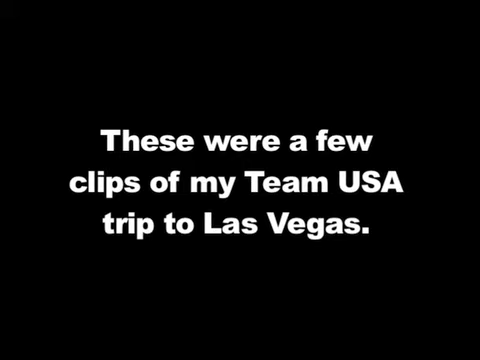 These were a few
clips of my Team USA
trip to Las Vegas.